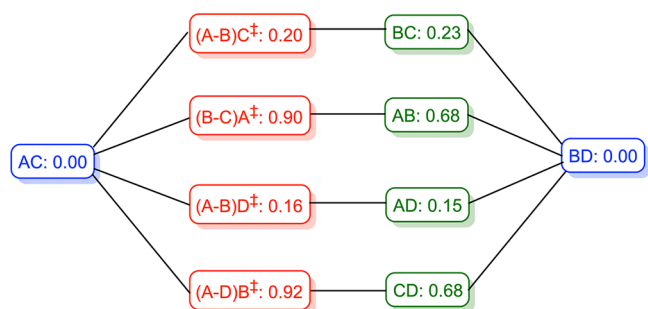 (A-B)C‡: 0.20
BC: 0.23
(B-C)A‡: 0.90
AB: 0.68
AC: 0.00
BD: 0.00
(A-B)D‡: 0.16
AD: 0.15
(A-D)B‡: 0.92
CD: 0.68